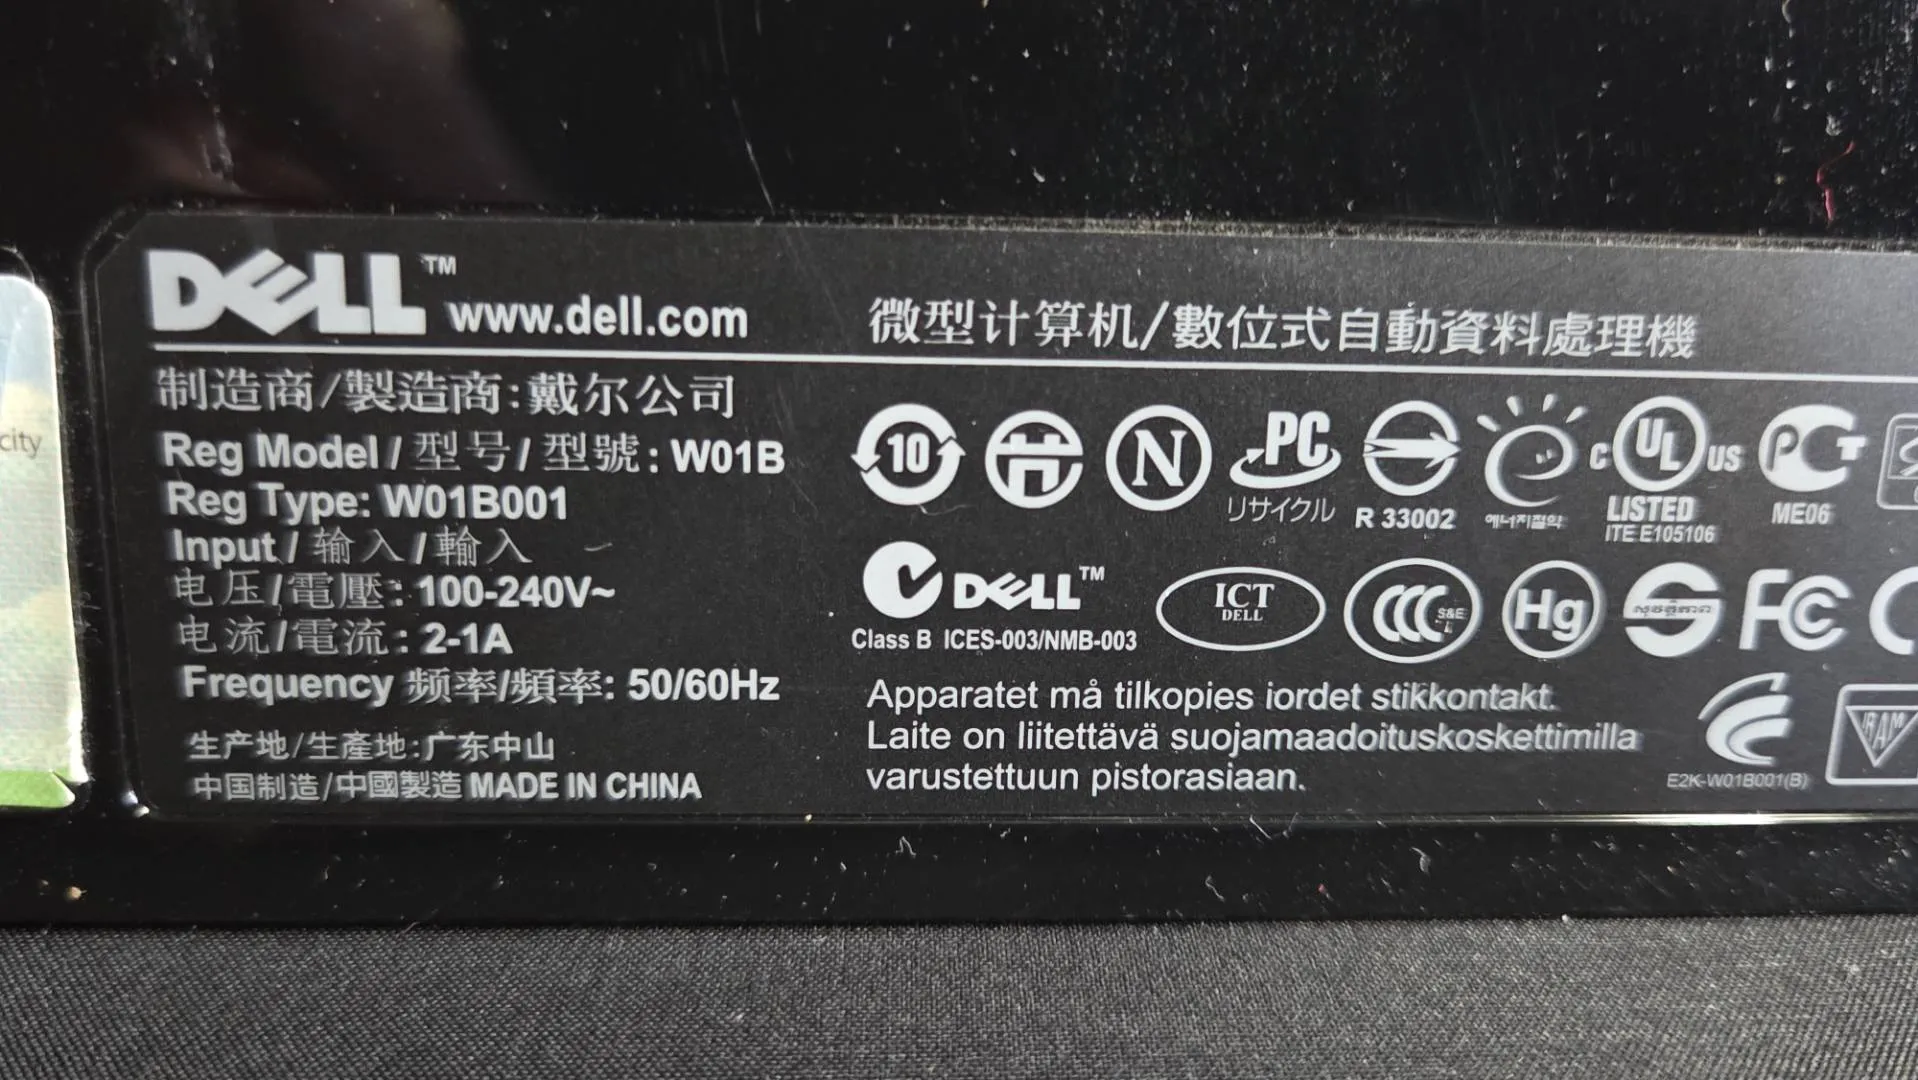 city
DELL™ www.dell.com
微型计算机/數位式自動資料處理機
制造商/製造商:戴尔公司
Reg Model / 型号 / 型號 : W01B
Reg Type: W01B001
Input / 输入 / 輸入
电压/電壓: 100-240V~
电流/電流: 2-1A
Frequency 频率/頻率: 50/60Hz
生产地/生產地:广东中山
中国制造/中國製造 MADE IN CHINA
10
N
PC
リサイクル
R 33002
에너지절약
C UL US
LISTED
ITE E105106
PCT
ME06
DELL™
Class B ICES-003/NMB-003
ICT
DELL
CCC S&E
Hg
FC
Apparatet må tilkopies iordet stikkontakt.
Laite on liitettävä suojamaadoituskoskettimilla
varustettuun pistorasiaan.
E2K-W01B001(B)
IRAM